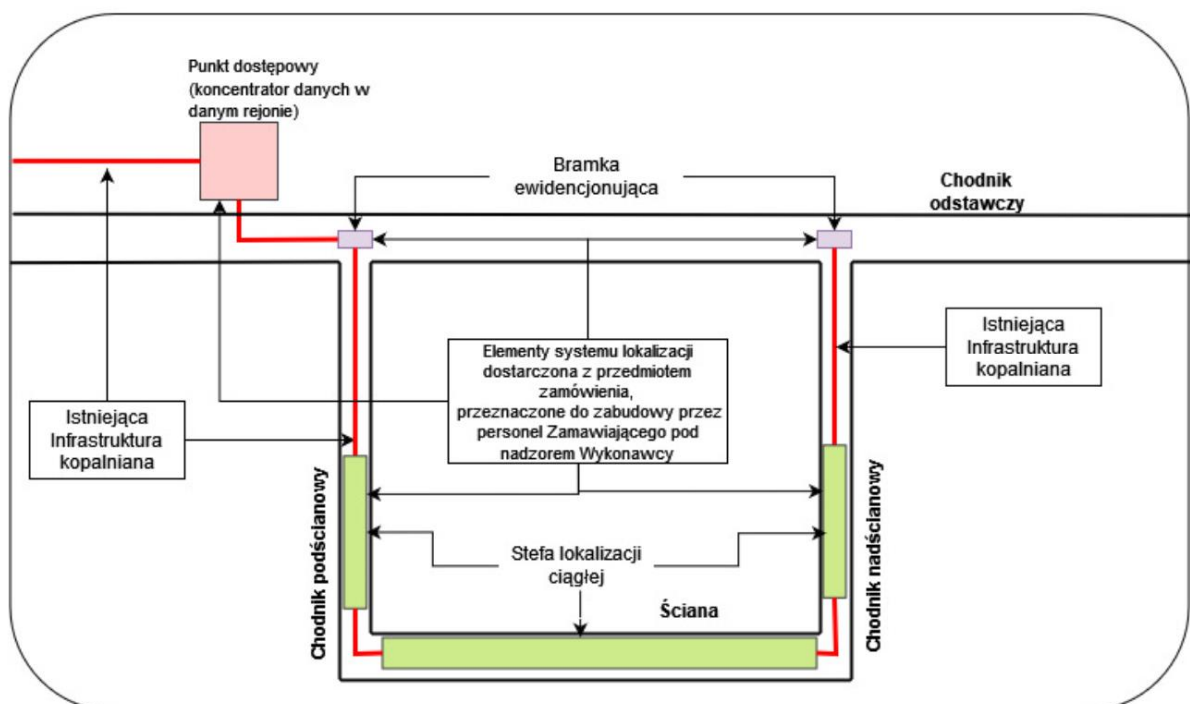 Punkt dostępowy
(koncentrator danych w
danym rejonie)
Bramka
ewidencjonująca
Chodnik
odstawczy
Istniejąca
Infrastruktura
kopalniana
Elementy systemu lokalizacji
dostarczona z przedmiotem
zamówienia,
przeznaczone do zabudowy przez
personel Zamawiającego pod
nadzorem Wykonawcy
Istniejąca
Infrastruktura
kopalniana
Chodnik podścianowy
Stefa lokalizacji
ciągłej
Ściana
Chodnik nadścianowy